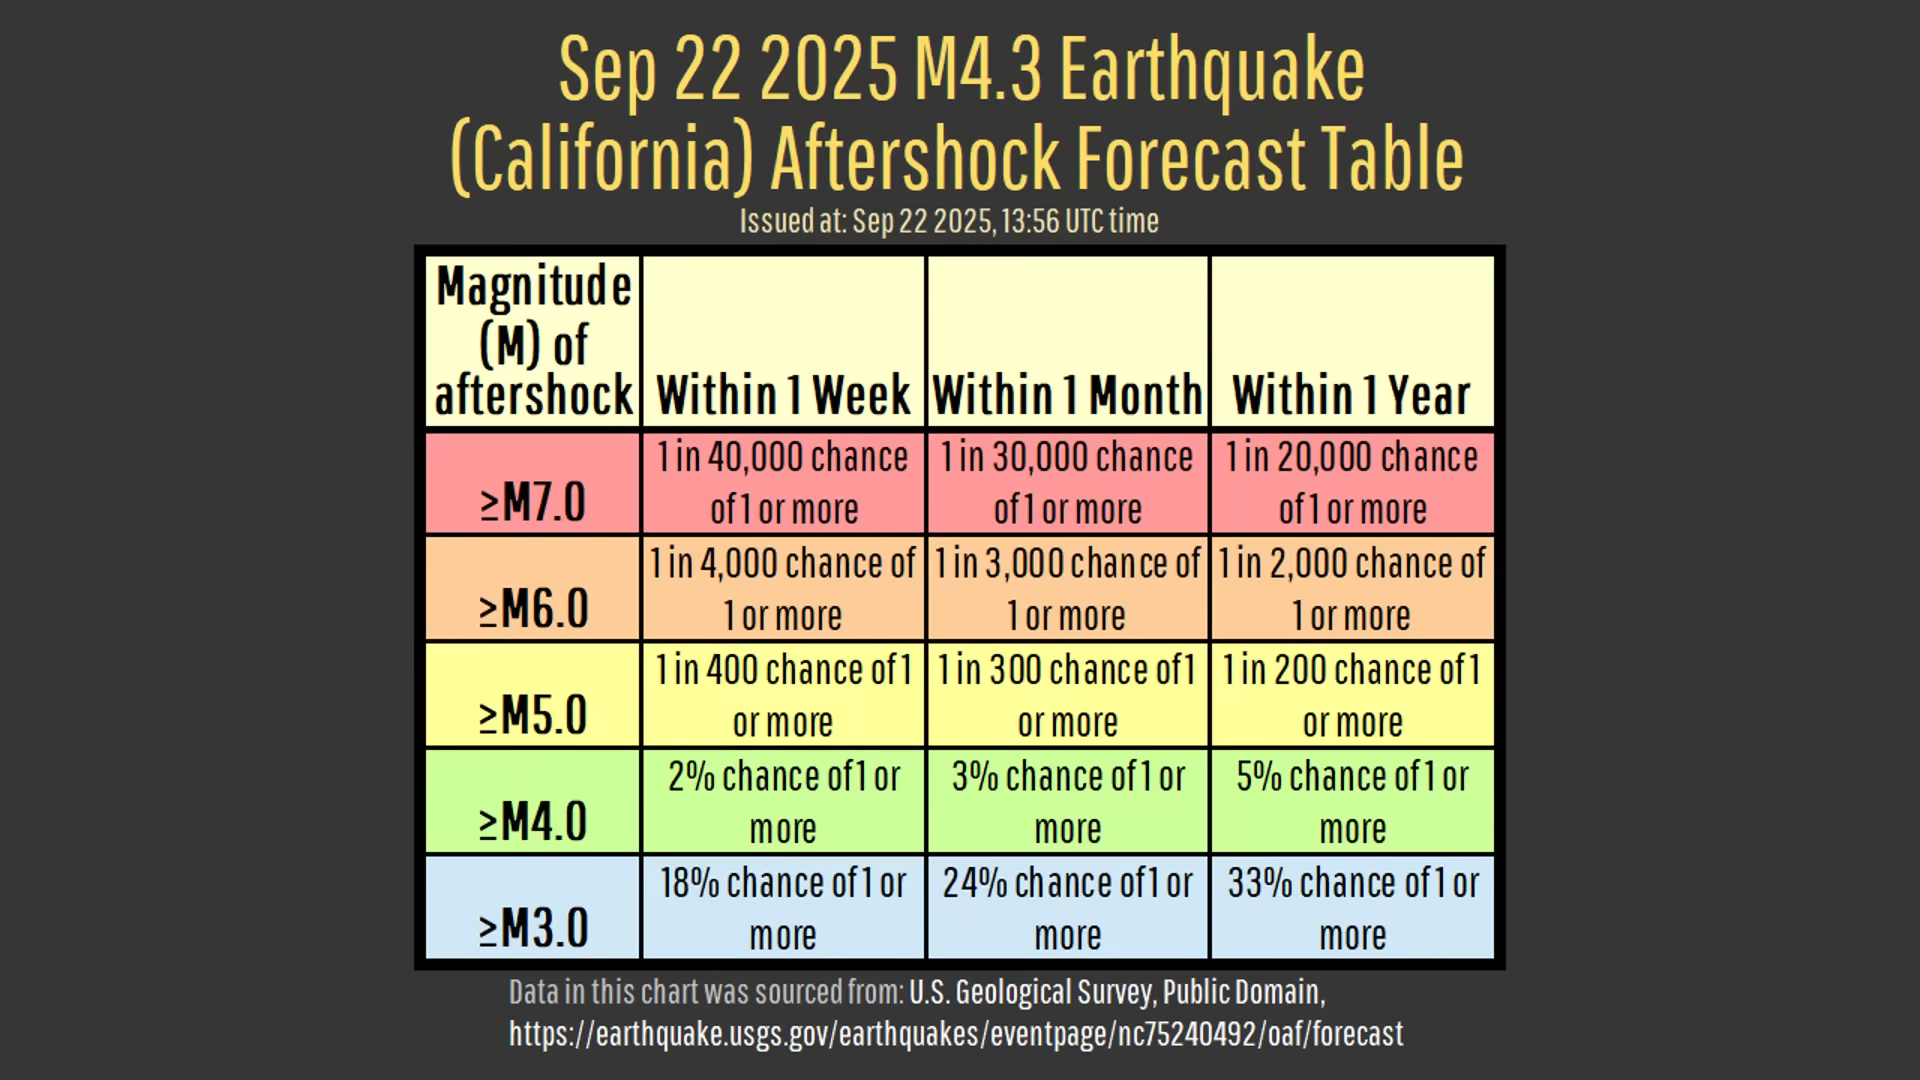 Sep 22 2025 M4.3 Earthquake
(California) Aftershock Forecast Table
Issued at: Sep 22 2025, 13:56 UTC time
Magnitude
(M) of
aftershock
Within 1 Week
Within 1 Month
Within 1 Year
≥M7.0
1 in 40,000 chance
of 1 or more
1 in 30,000 chance
of 1 or more
1 in 20,000 chance
of 1 or more
≥M6.0
1 in 4,000 chance of
1 or more
1 in 3,000 chance of
1 or more
1 in 2,000 chance of
1 or more
≥M5.0
1 in 400 chance of 1
or more
1 in 300 chance of 1
or more
1 in 200 chance of 1
or more
≥M4.0
2% chance of 1 or
more
3% chance of 1 or
more
5% chance of 1 or
more
≥M3.0
18% chance of 1 or
more
24% chance of 1 or
more
33% chance of 1 or
more
Data in this chart was sourced from: U.S. Geological Survey, Public Domain,
https://earthquake.usgs.gov/earthquakes/eventpage/nc75240492/oaf/forecast